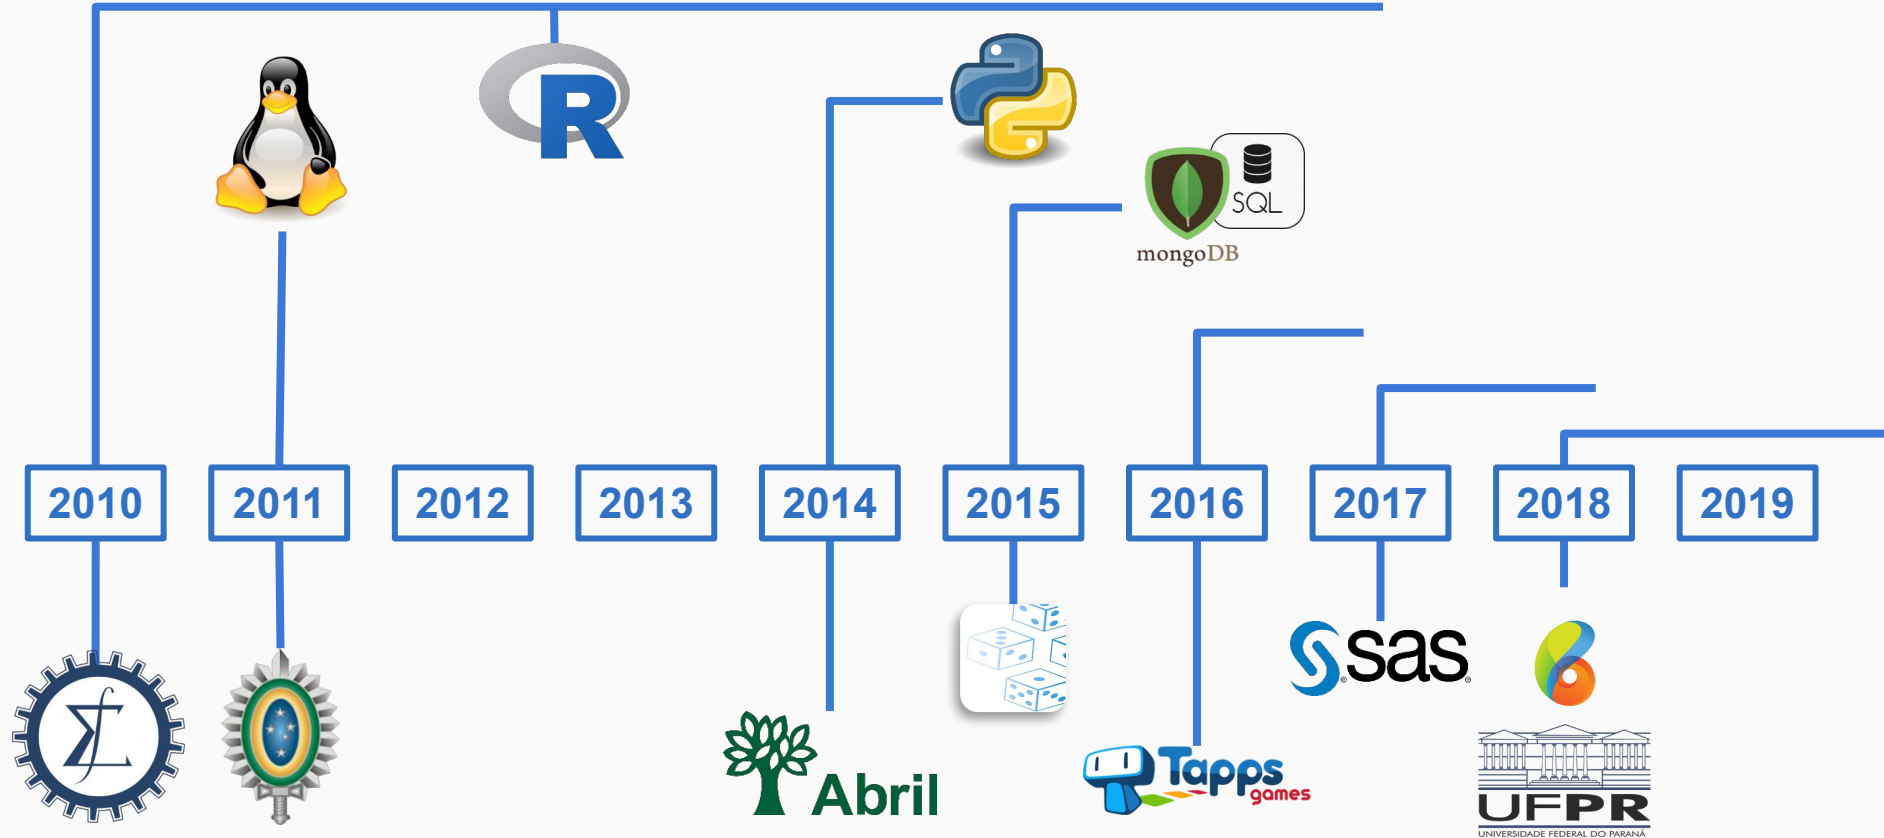 R
SQL
mongoDB
2010
2011
2012
2013
2014
2015
2016
2017
2018
2019
sas
Abril
Tapps
games
UFPR
UNIVERSIDADE FEDERAL DO PARANÁ